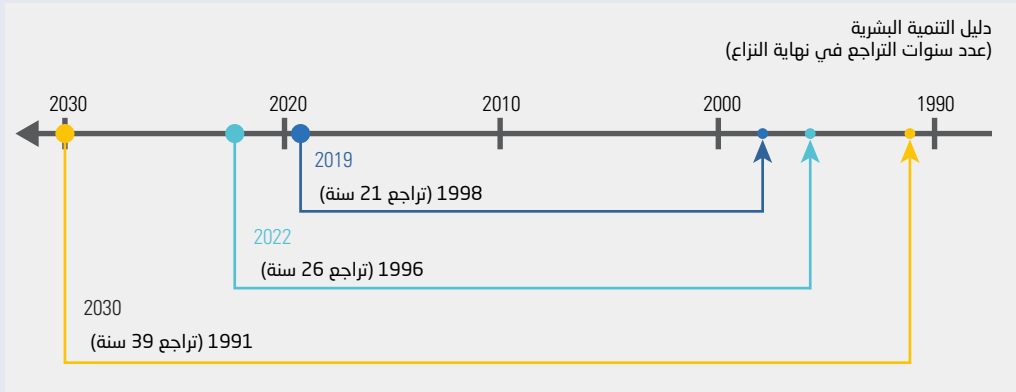 دليل التنمية البشرية
(عدد سنوات التراجع في نهاية النزاع)
1990
2000
2010
2020
2030
2019
1998 (تراجع 21 سنة)
2022
1996 (تراجع 26 سنة)
2030
1991 (تراجع 39 سنة)